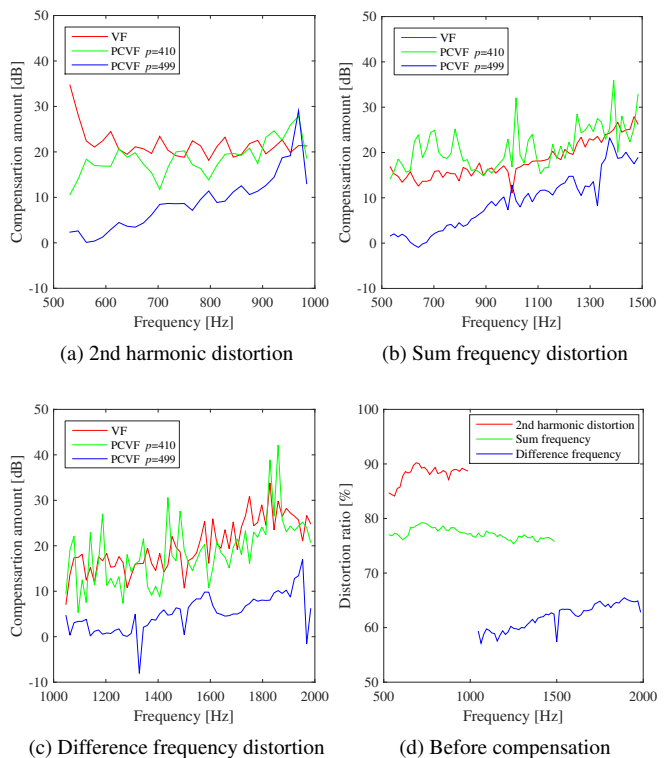 50
40
30
20
10
0
-10
Compensartion amount [dB]
VF
PCVF p=410
PCVF p=499
500 600 700 800 900 1000
Frequency [Hz]
(a) 2nd harmonic distortion
50
40
30
20
10
0
-10
Compensartion amount [dB]
VF
PCVF p=410
PCVF p=499
500 700 900 1100 1300 1500
Frequency [Hz]
(b) Sum frequency distortion
50
40
30
20
10
0
-10
Compensartion amount [dB]
VF
PCVF p=410
PCVF p=499
1000 1200 1400 1600 1800 2000
Frequency [Hz]
(c) Difference frequency distortion
100
90
80
70
60
50
Distortion ratio [%]
2nd harmonic distortion
Sum frequency
Difference frequency
500 1000 1500 2000
Frequency [Hz]
(d) Before compensation